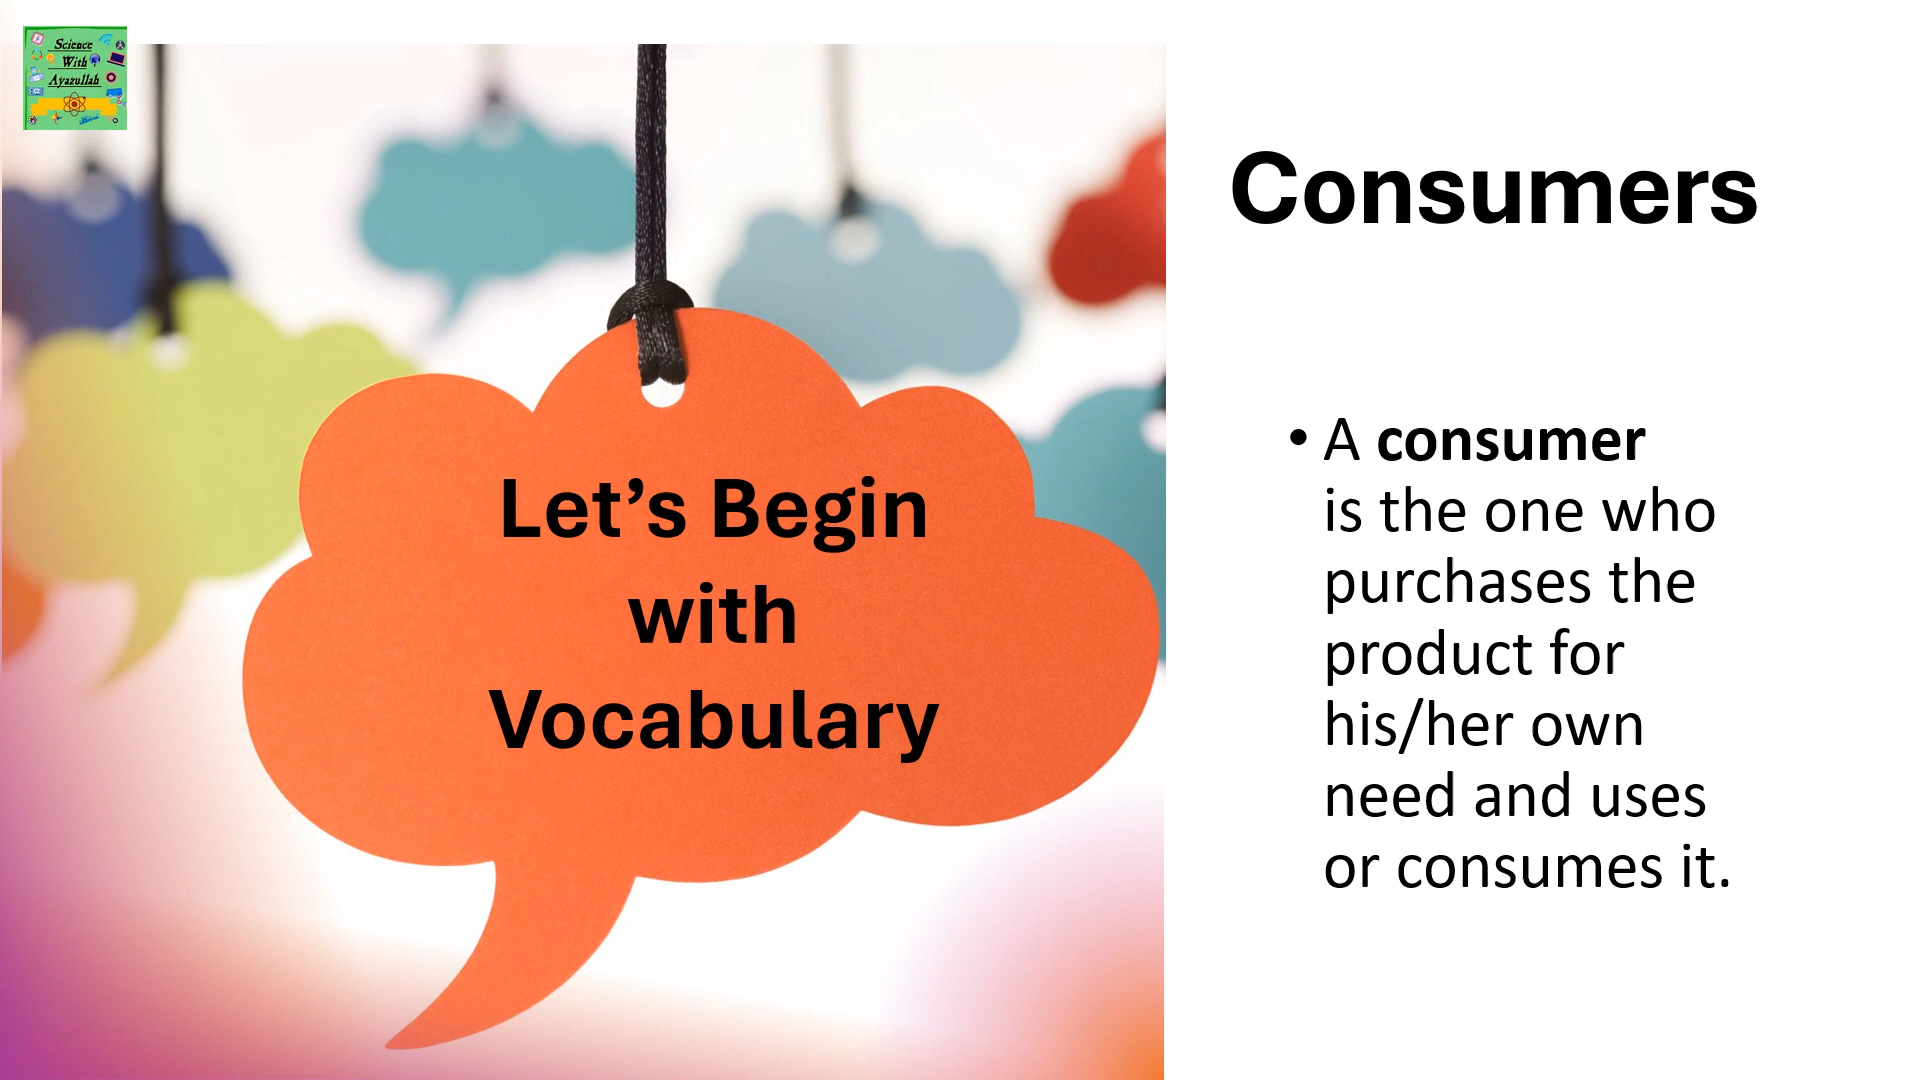 Science
With
Ayazullah
Let’s Begin
with
Vocabulary
Consumers
• A consumer
is the one who
purchases the
product for
his/her own
need and uses
or consumes it.